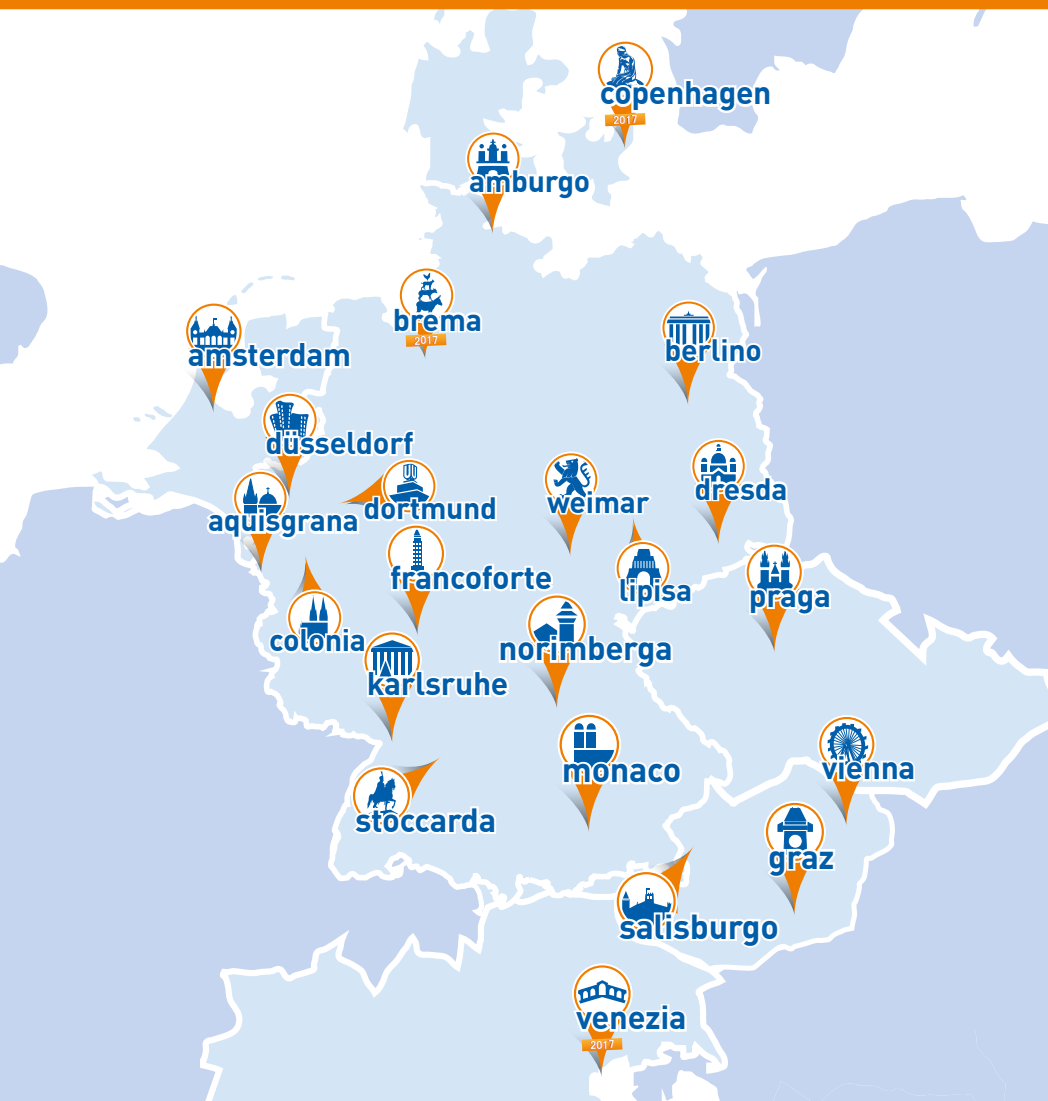 copenhagen
2017
amburgo
brema
2017
amsterdam
berlino
düsseldorf
dortmund
weimar
dresda
aquisgrana
francoforte
lipisa
praga
colonia
norimberga
karlsruhe
monaco
vienna
stoccarda
graz
salisburgo
venezia
2017